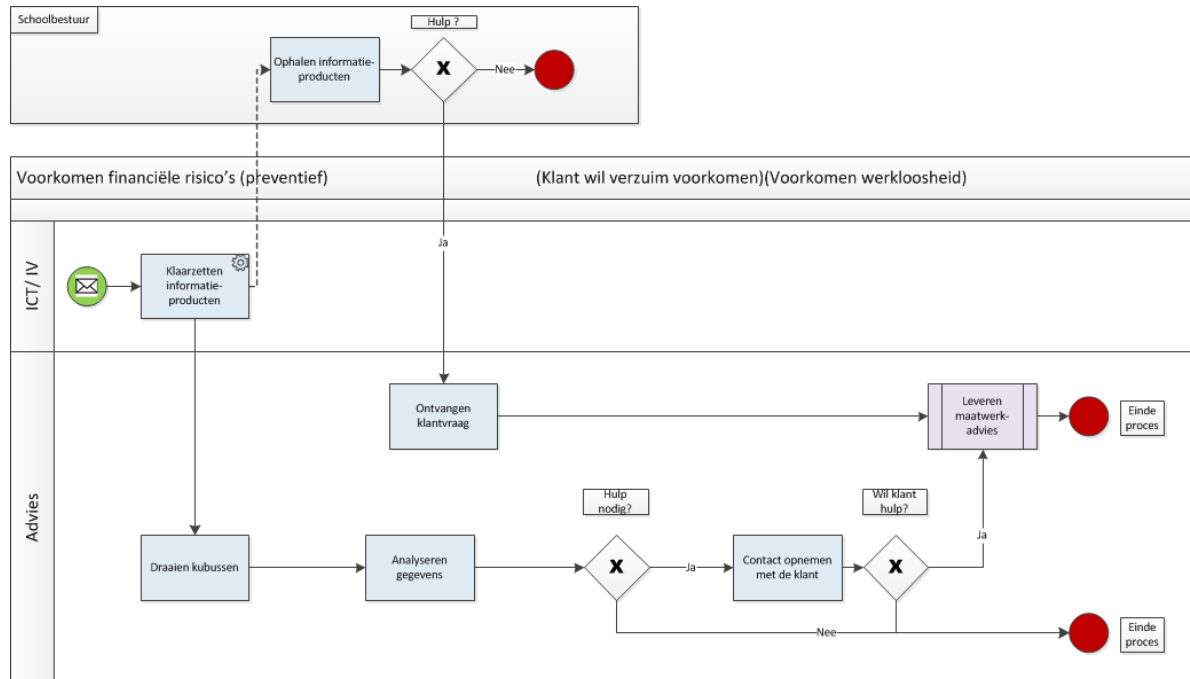 Schoolbestuur
Hulp ?
Ophalen informatie-
producten
X
Nee
Voorkomen financiële risico's (preventief)
(Klant wil verzuim voorkomen)(Voorkomen werkloosheid)
Ja
ICT/ IV
Klaarzetten
informatie-
producten
Advies
Ontvangen
klantvraag
Leveren
maatwerk-
advies
Einde
proces
Hulp
nodig?
Wil klant
hulp?
Draaien kubussen
Analyseren
gegevens
X
Ja
Contact opnemen
met de klant
X
Ja
Nee
Einde
proces